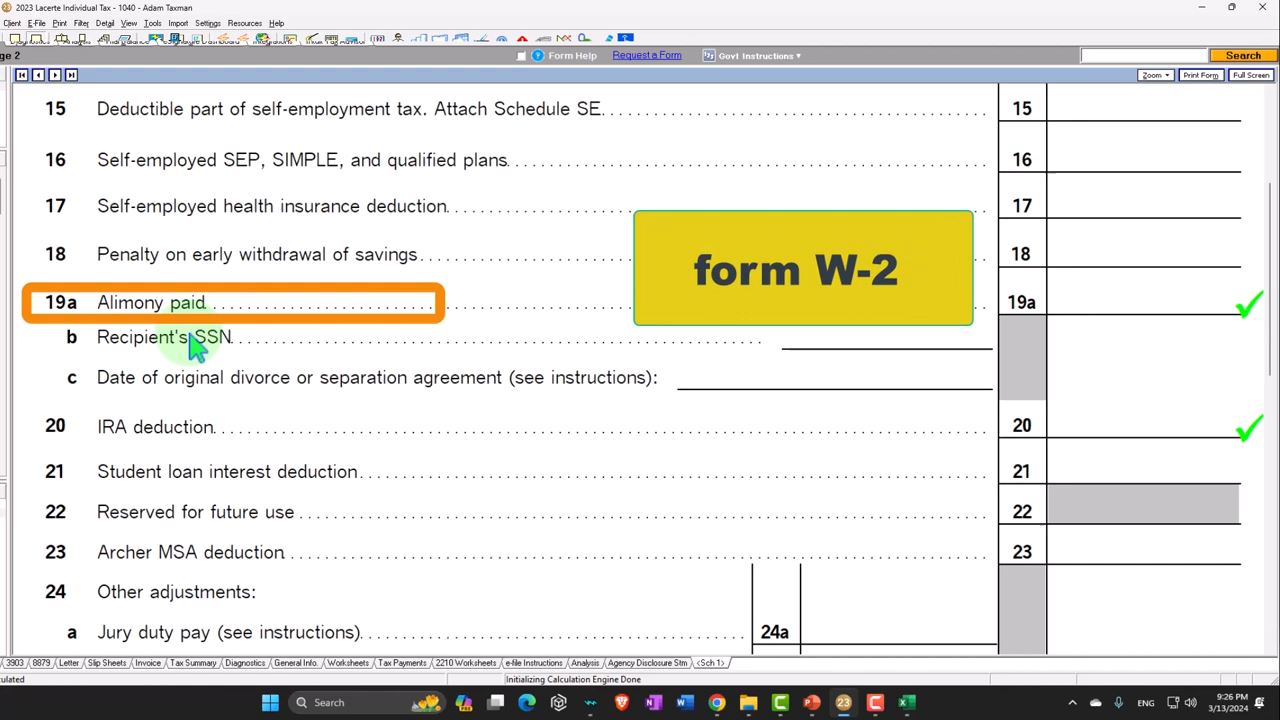 2023 Lacerte Individual Tax - 1040 - Adam Taxman
Client E-File Print Filter Detail View Tools Import Settings Resources Help
ge 2 Form Help Request a Form Govt Instructions Search
Zoom Print Form Full Screen
15 Deductible part of self-employment tax. Attach Schedule SE 15
16 Self-employed SEP, SIMPLE, and qualified plans 16
17 Self-employed health insurance deduction 17
18 Penalty on early withdrawal of savings 18
form W-2
19a Alimony paid 19a
b Recipient's SSN
c Date of original divorce or separation agreement (see instructions):
20 IRA deduction 20
21 Student loan interest deduction 21
22 Reserved for future use 22
23 Archer MSA deduction 23
24 Other adjustments:
a Jury duty pay (see instructions) 24a
3903 8879 Letter Slip Sheets Invoice Tax Summary Diagnostics General Info. Worksheets Tax Payments 2210 Worksheets e-file Instructions Analysis Agency Disclosure Stm <Sch 1>
culated Initializing Calculation Engine Done
Search 23 ENG 9:26 PM
3/13/2024